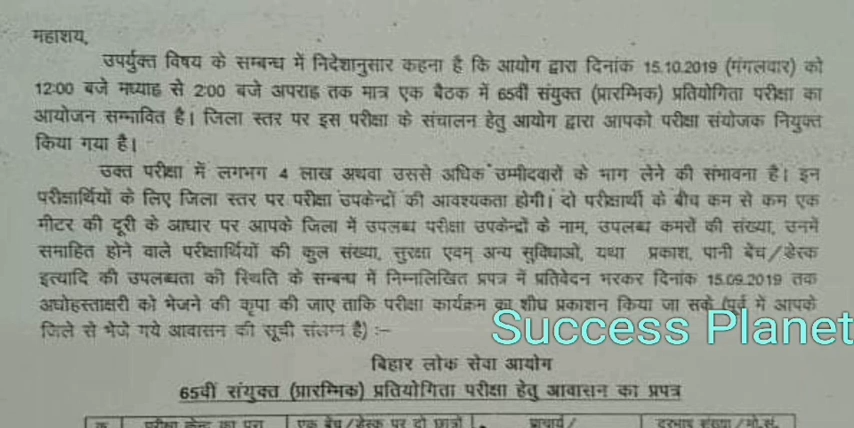 महाशय,
उपर्युक्त विषय के सम्बन्ध में निदेशानुसार कहना है कि आयोग द्वारा दिनांक 15.10.2019 (मंगलवार) को
12:00 बजे मध्याह्न से 2:00 बजे अपराह्न तक मात्र एक बैठक में 65वीं संयुक्त (प्रारम्भिक) प्रतियोगिता परीक्षा का
आयोजन सम्भावित है। जिला स्तर पर इस परीक्षा के संचालन हेतु आयोग द्वारा आपको परीक्षा संयोजक नियुक्त
किया गया है।
उक्त परीक्षा में लगभग 4 लाख अथवा उससे अधिक उम्मीदवारों के भाग लेने की संभावना है। इन
परीक्षार्थियों के लिए जिला स्तर पर परीक्षा उपकेन्द्रों की आवश्यकता होगी। दो परीक्षार्थी के बीच कम से कम एक
मीटर की दूरी के आधार पर आपके जिला में उपलब्ध परीक्षा उपकेन्द्रों के नाम, उपलब्ध कमरों की संख्या, उनमें
समाहित होने वाले परीक्षार्थियों की कुल संख्या, सुरक्षा एवम् अन्य सुविधाओं, यथा प्रकाश, पानी बेंच/डेस्क
इत्यादि की उपलब्धता की स्थिति के सम्बन्ध में निम्नलिखित प्रपत्र में प्रतिवेदन भरकर दिनांक 15.09.2019 तक
अधोहस्ताक्षरी को भेजने की कृपा की जाए ताकि परीक्षा कार्यक्रम का शीघ्र प्रकाशन किया जा सके (पूर्व में आपके
जिले से भेजे गये आवासन की सूची संलग्न है) :–
Success Planet
बिहार लोक सेवा आयोग
65वीं संयुक्त (प्रारम्भिक) प्रतियोगिता परीक्षा हेतु आवासन का प्रपत्र
परीक्षा केन्द्र का पूरा एक बेंच/डेस्क पर दो छात्रों प्राचार्य/ दूरभाष संख्या/मो.सं.